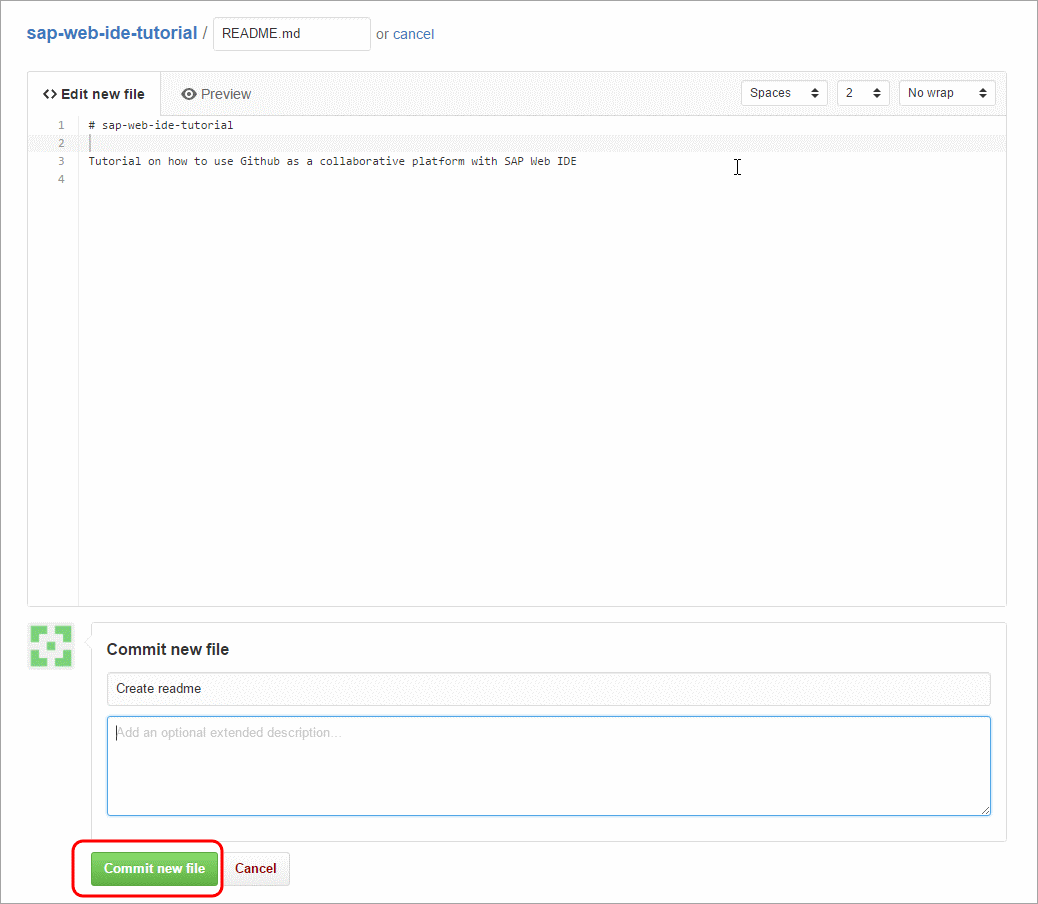 sap-web-ide-tutorial / README.md or cancel
<> Edit new file Preview Spaces 2 No wrap
1 # sap-web-ide-tutorial
2
3 Tutorial on how to use Github as a collaborative platform with SAP Web IDE
4
Commit new file
Create readme
Add an optional extended description...
Commit new file Cancel